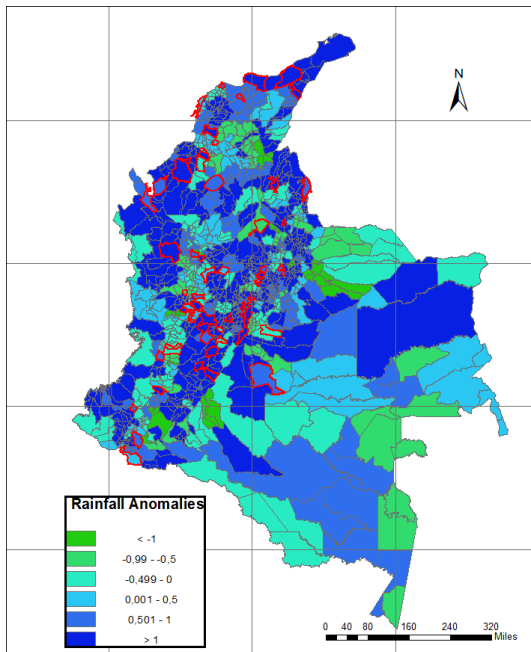 N
Rainfall Anomalies
< -1
-0,99 - -0,5
-0,499 - 0
0,001 - 0,5
0,501 - 1
> 1
0 40 80 160 240 320
Miles